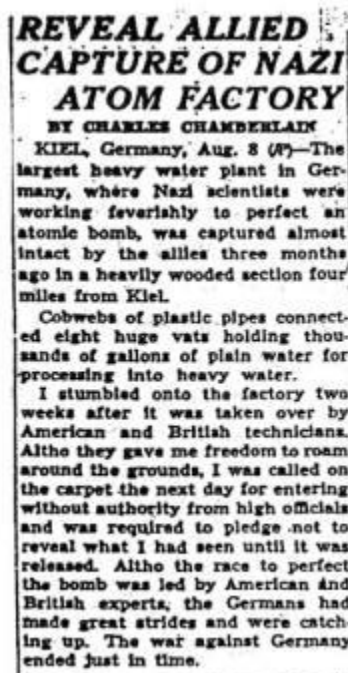 REVEAL ALLIED
CAPTURE OF NAZI
ATOM FACTORY
BY CHARLES CHAMBERLAIN
KIEL, Germany, Aug. 8 (AP)—The
largest heavy water plant in Ger-
many, where Nazi scientists were
working feverishly to perfect an
atomic bomb, was captured almost
intact by the allies three months
ago in a heavily wooded section four
miles from Kiel.
Cobwebs of plastic pipes connect-
ed eight huge vats holding thou-
sands of gallons of plain water for
processing into heavy water.
I stumbled onto the factory two
weeks after it was taken over by
American and British technicians.
Altho they gave me freedom to roam
around the grounds, I was called on
the carpet the next day for entering
without authority from high officials
and was required to pledge not to
reveal what I had seen until it was
released. Altho the race to perfect
the bomb was led by American and
British experts, the Germans had
made great strides and were catch-
ing up. The war against Germany
ended just in time.